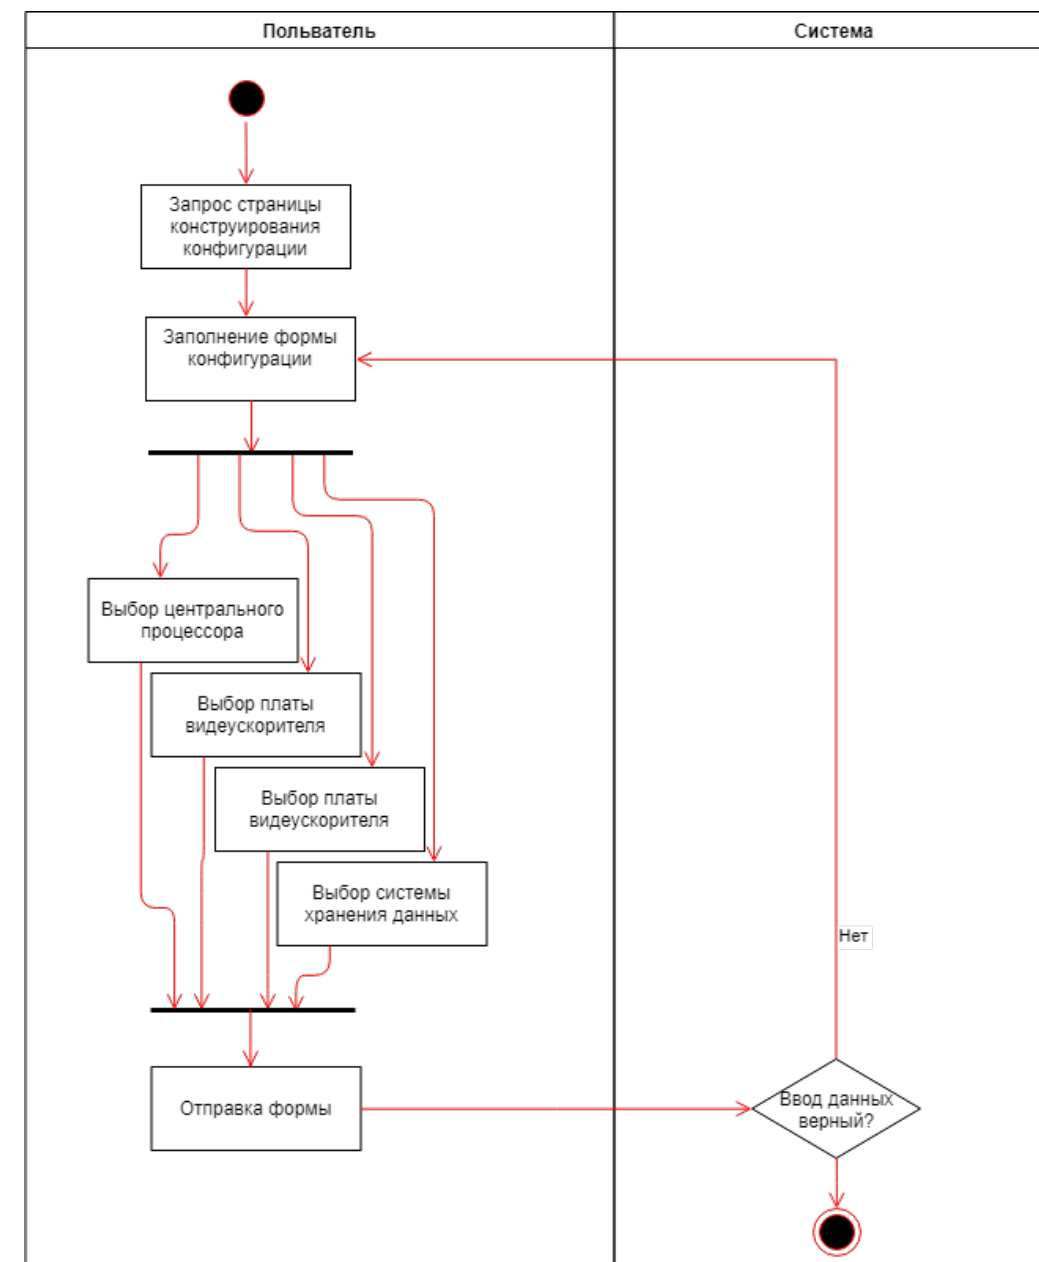 Польватель
Система
Запрос страницы
конструирования
конфигурации
Заполнение формы
конфигурации
Выбор центрального
процессора
Выбор платы
видеускорителя
Выбор платы
видеускорителя
Выбор системы
хранения данных
Нет
Отправка формы
Ввод данных
верный?